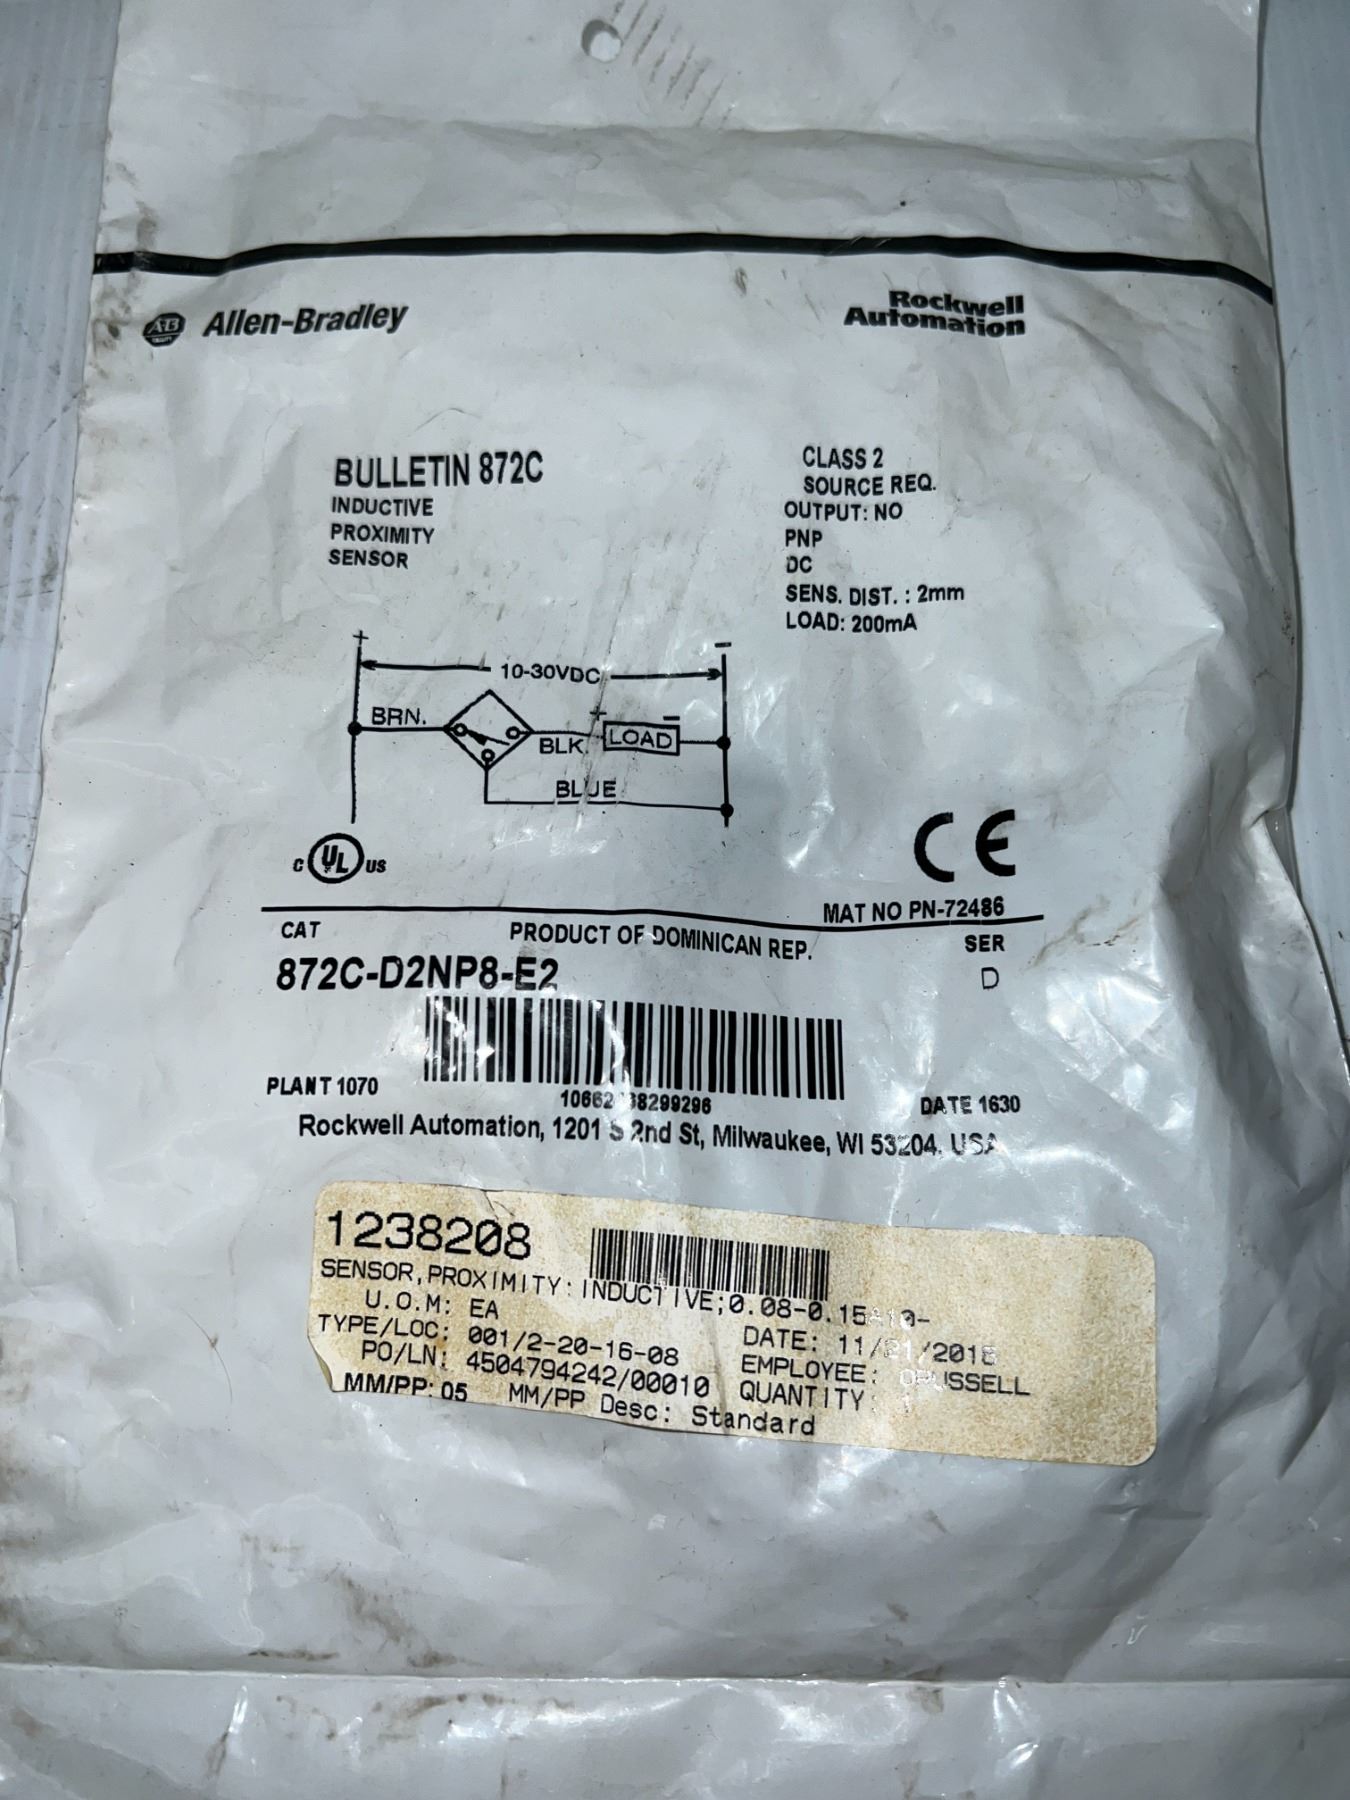 AB Allen-Bradley
Rockwell
Automation
BULLETIN 872C
INDUCTIVE
PROXIMITY
SENSOR
CLASS 2
SOURCE REQ.
OUTPUT: NO
PNP
DC
SENS. DIST. : 2mm
LOAD: 200mA
+ −
10-30VDC
BRN.
+ −
BLK LOAD
BLUE
C UL US
CE
MAT NO PN-72486
CAT PRODUCT OF DOMINICAN REP. SER
872C-D2NP8-E2 D
PLANT 1070 DATE 1630
Rockwell Automation, 1201 S 2nd St, Milwaukee, WI 53204, USA
1238208
SENSOR,PROXIMITY: INDUCTIVE;0.08-0.15A10-
U.O.M: EA
TYPE/LOC: 001/2-20-16-08 DATE:
PO/LN: 4504794242/00010 EMPLOYEE:
MM/PP: 05 MM/PP Desc: Standard QUANTITY: